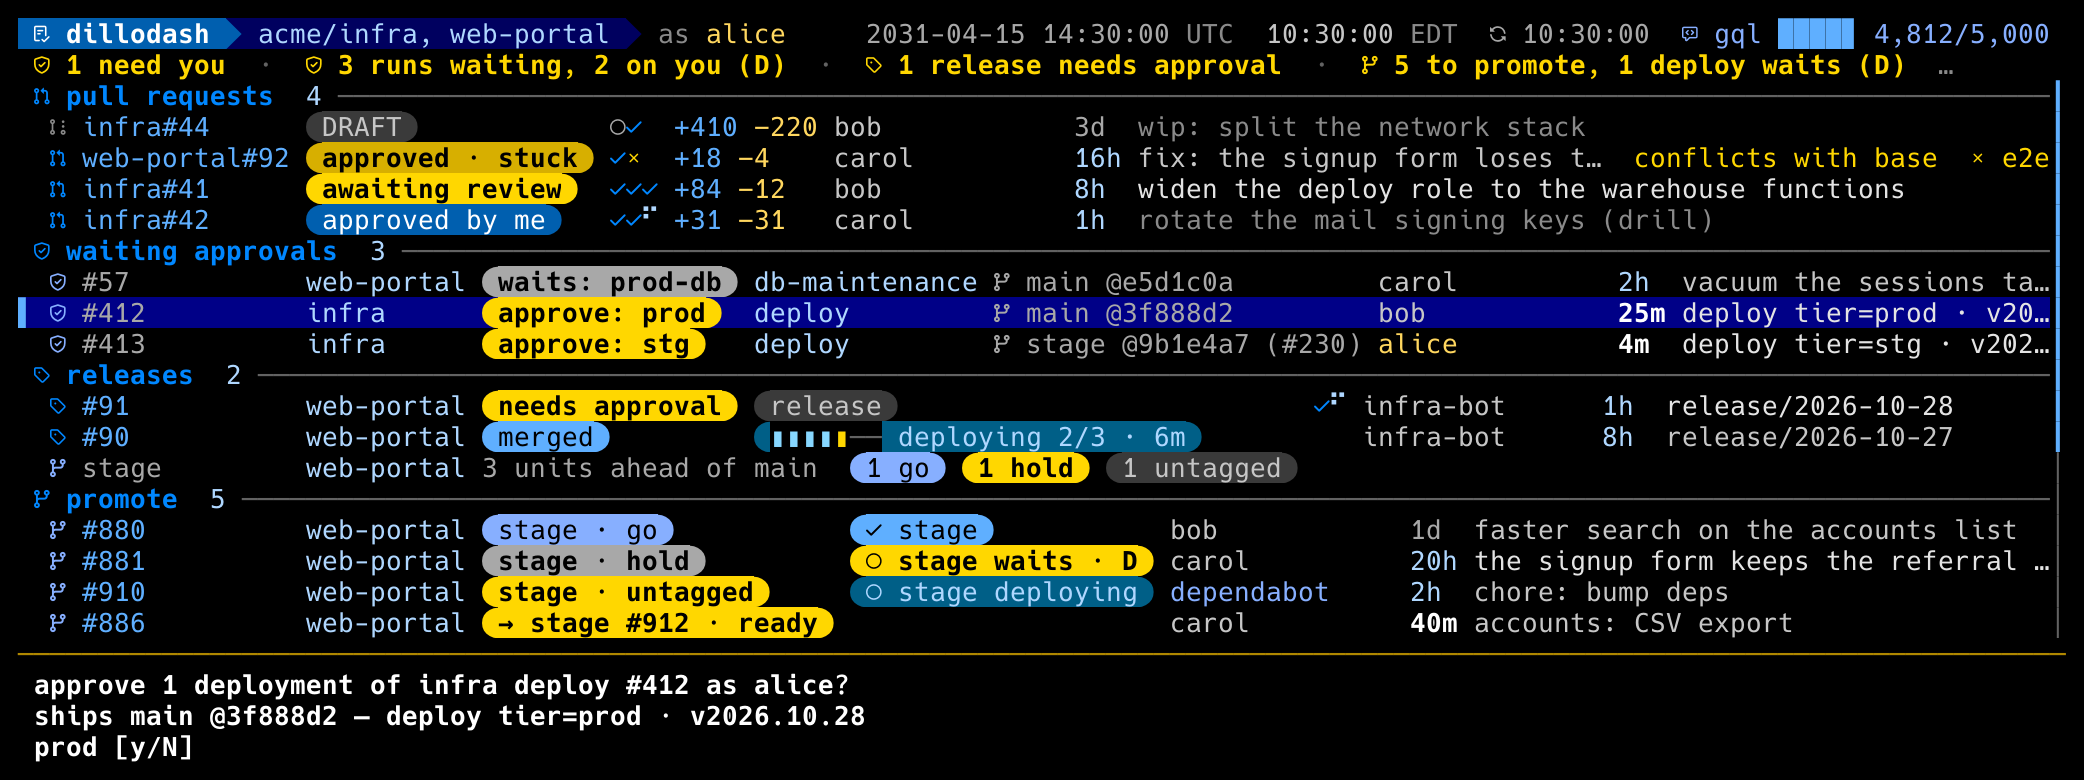 dillodash acme/infra, web-portal as alice 2031-04-15 14:30:00 UTC 10:30:00 EDT 10:30:00 gql 4,812/5,000
1 need you · 3 runs waiting, 2 on you (D) · 1 release needs approval · 5 to promote, 1 deploy waits (D) …
pull requests 4
infra#44 DRAFT ○✓ +410 −220 bob 3d wip: split the network stack
web-portal#92 approved · stuck ✓× +18 −4 carol 16h fix: the signup form loses t… conflicts with base × e2e
infra#41 awaiting review ✓✓✓ +84 −12 bob 8h widen the deploy role to the warehouse functions
infra#42 approved by me ✓✓ +31 −31 carol 1h rotate the mail signing keys (drill)
waiting approvals 3
#57 web-portal waits: prod-db db-maintenance main @e5d1c0a carol 2h vacuum the sessions ta…
#412 infra approve: prod deploy main @3f888d2 bob 25m deploy tier=prod · v20…
#413 infra approve: stg deploy stage @9b1e4a7 (#230) alice 4m deploy tier=stg · v202…
releases 2
#91 web-portal needs approval release ✓ infra-bot 1h release/2026-10-28
#90 web-portal merged deploying 2/3 · 6m infra-bot 8h release/2026-10-27
stage web-portal 3 units ahead of main 1 go 1 hold 1 untagged
promote 5
#880 web-portal stage · go ✓ stage bob 1d faster search on the accounts list
#881 web-portal stage · hold ○ stage waits · D carol 20h the signup form keeps the referral …
#910 web-portal stage · untagged ○ stage deploying dependabot 2h chore: bump deps
#886 web-portal → stage #912 · ready carol 40m accounts: CSV export
approve 1 deployment of infra deploy #412 as alice?
ships main @3f888d2 — deploy tier=prod · v2026.10.28
prod [y/N]